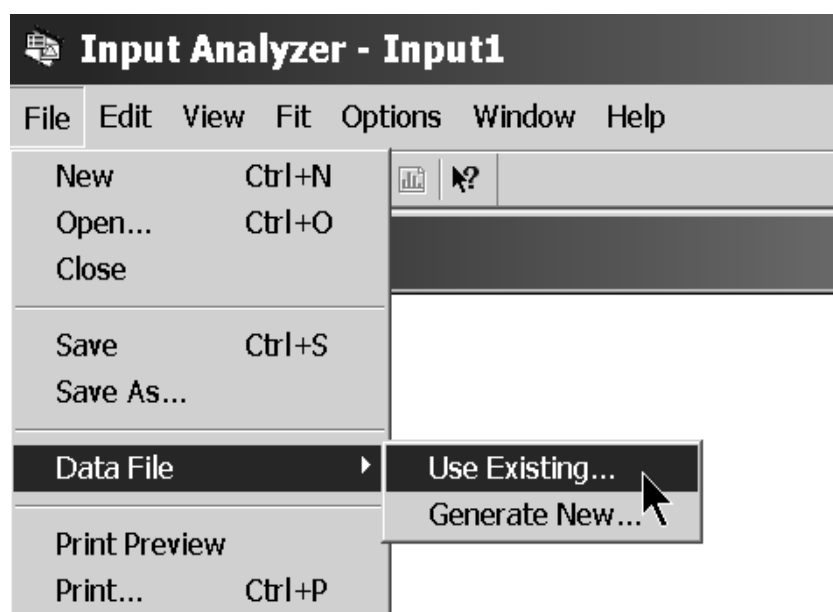 Input Analyzer - Input1
File Edit View Fit Options Window Help
New Ctrl+N
Open... Ctrl+O
Close
Save Ctrl+S
Save As...
Data File
Use Existing...
Generate New...
Print Preview
Print... Ctrl+P